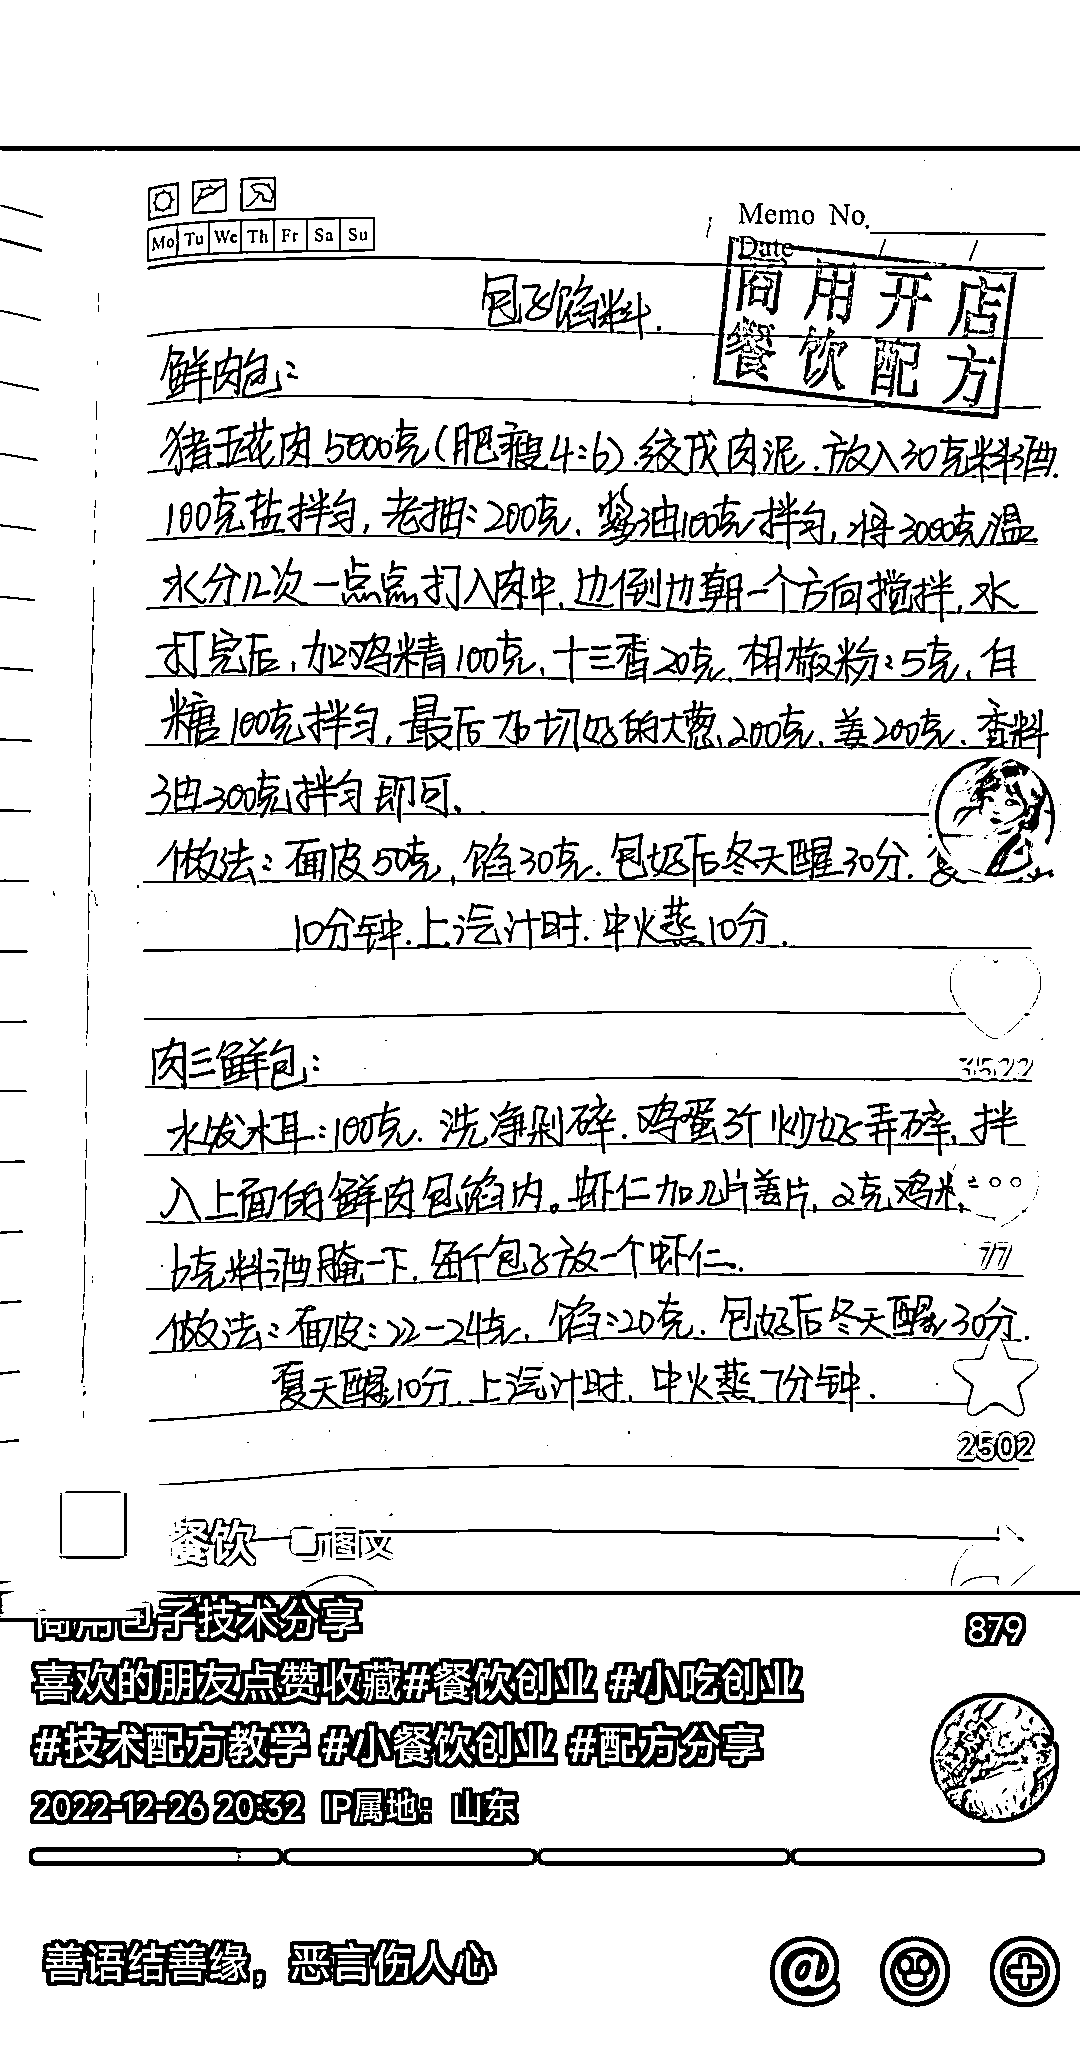 Memo No.
Mo Tu We Th Fr Sa Su
Date
商用开店
餐饮配方
包子馅料.
鲜肉包:
猪五花肉5000克(肥瘦4:6).绞成肉泥.放入30克料酒.
100克盐拌匀,老抽:200克.酱油100克拌匀,将3000克温
水分几次一点点打入肉中.边倒边朝一个方向搅拌.水
打完后.加鸡精100克.十三香20克.胡椒粉:5克.白
糖100克拌匀.最后加切好的大葱.200克.姜200克.香料
油300克拌匀即可.
做法:面皮50克,馅30克.包好后冬天醒30分.
10分钟.上汽计时.中火蒸10分.
肉三鲜包:
水发木耳:100克.洗净剁碎.鸡蛋3个炒好弄碎.拌
入上面的鲜肉包馅内。虾仁加几片姜片.2克鸡
6克料酒腌一下.每个包子放一个虾仁.
做法:面皮:22-24克.馅:20克.包好后冬天醒30分.
夏天醒10分.上汽计时.中火蒸7分钟.
3522
77
2502
餐饮 图文
商用包子技术分享
879
喜欢的朋友点赞收藏#餐饮创业 #小吃创业
#技术配方教学 #小餐饮创业 #配方分享
2022-12-26 20:32 IP属地：山东
善语结善缘，恶言伤人心
@